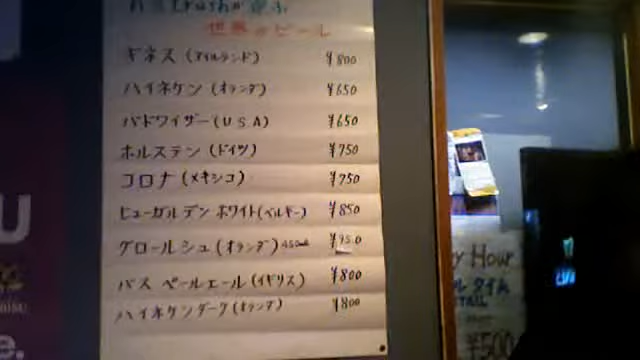 世界のビール
ギネス (アイルランド) ¥800
ハイネケン (オランダ) ¥650
バドワイザー (U.S.A) ¥650
ホルステン (ドイツ) ¥750
コロナ (メキシコ) ¥750
ヒューガルデンホワイト (ベルギー) ¥850
グロールシュ (オランダ) 450ml ¥950
バス ペールエール (イギリス) ¥800
ハイネケンダーク (オランダ) ¥800
U
e.
y Hour
タイム
¥500